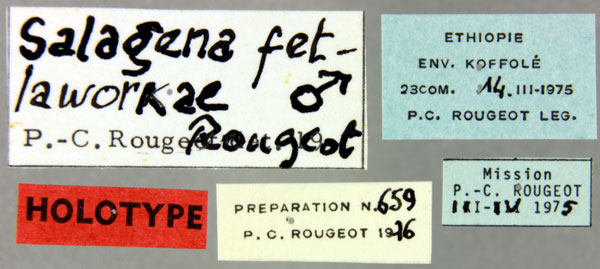 Salagena fet-
laworkae ♂
P.-C. Rougeot
Rougeot
ETHIOPIE
ENV. KOFFOLÉ
23COM. 14.III-1975
P.C. ROUGEOT LEG.
HOLOTYPE
PREPARATION N. 659
P.C. ROUGEOT 1976
Mission
P.-C. ROUGEOT
III-IV 1975